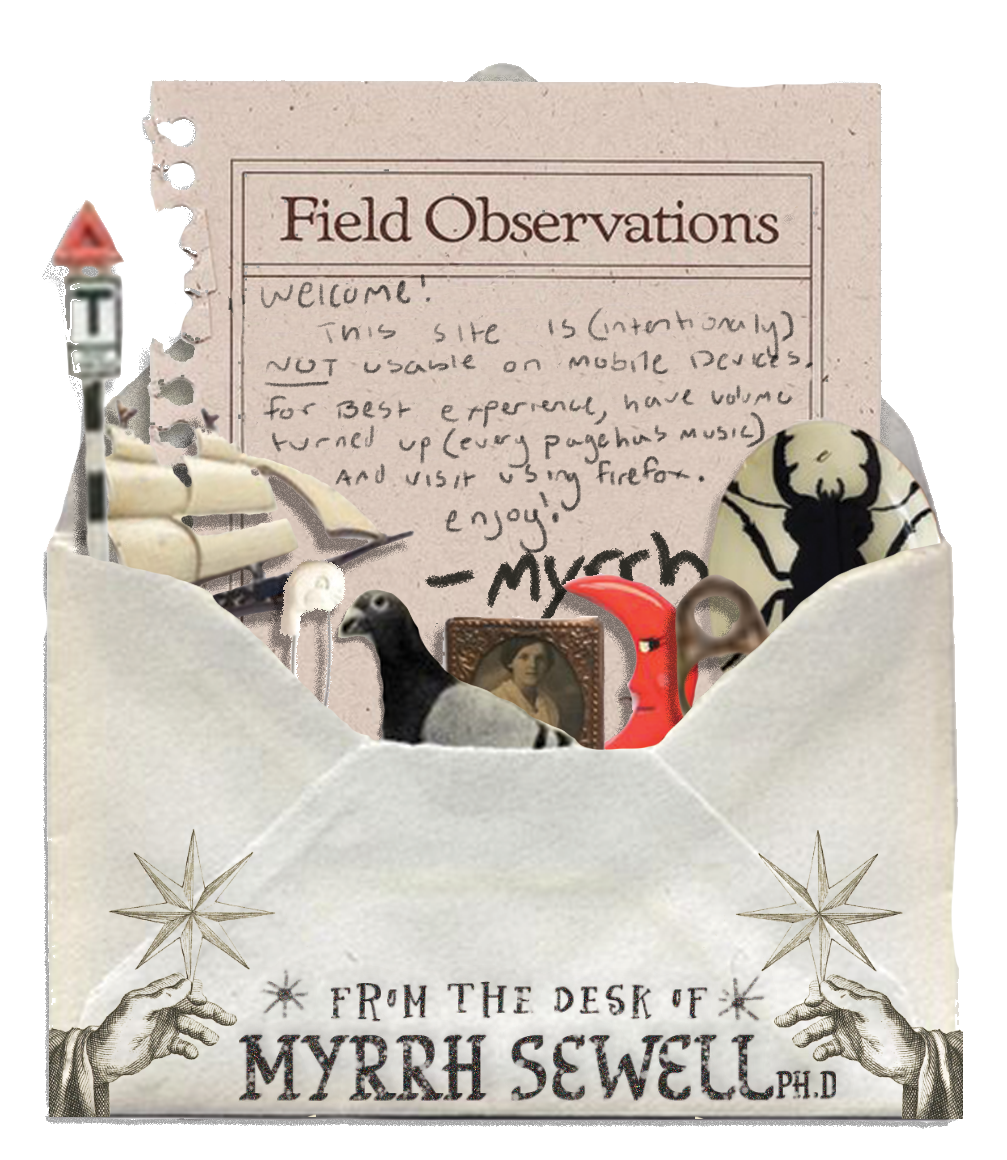 Field Observations
Welcome!
This site is (intentionally)
NOT usable on mobile Devices.
for Best experience, have volume
turned up (every page has music)
And visit using firefox.
enjoy!
- Myrrh
T
FROM THE DESK OF
MYRRH SEWELL PH.D